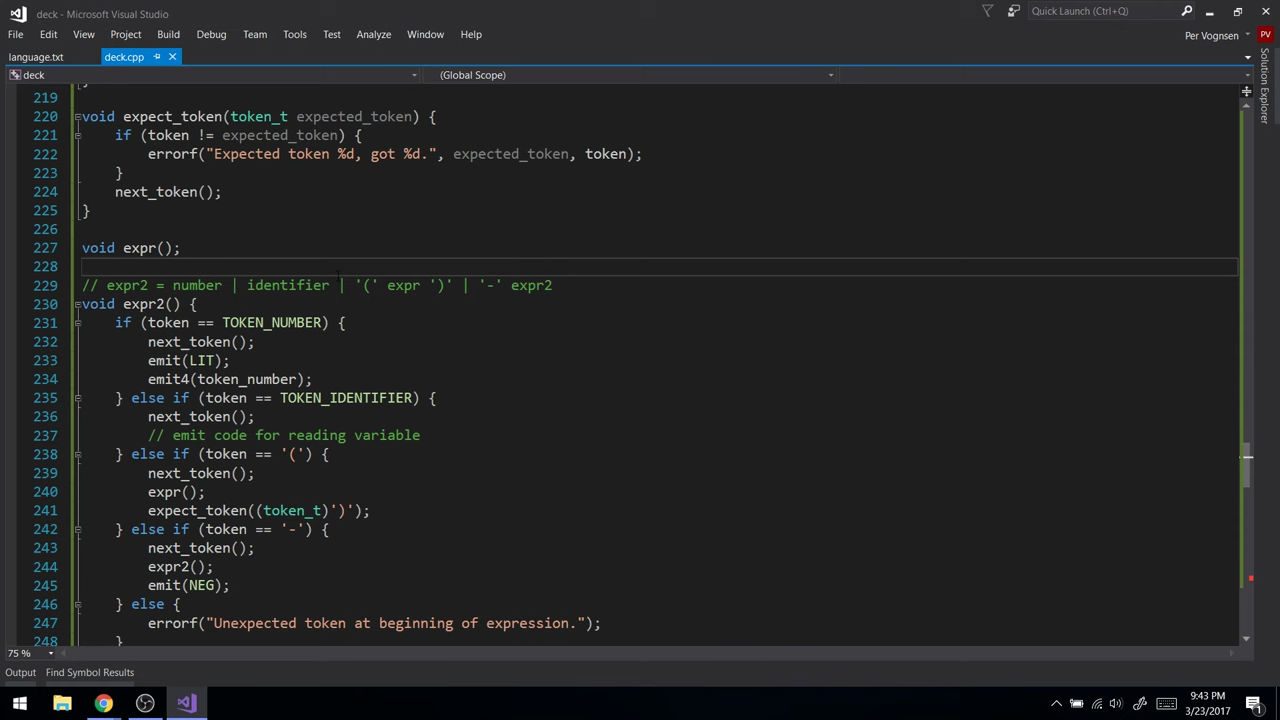 deck - Microsoft Visual Studio
Quick Launch (Ctrl+Q)
File Edit View Project Build Debug Team Tools Test Analyze Window Help
Per Vognsen PV
language.txt deck.cpp
deck (Global Scope)
Solution Explorer
219
220 void expect_token(token_t expected_token) {
221 if (token != expected_token) {
222 errorf("Expected token %d, got %d.", expected_token, token);
223 }
224 next_token();
225 }
226
227 void expr();
228
229 // expr2 = number | identifier | '(' expr ')' | '-' expr2
230 void expr2() {
231 if (token == TOKEN_NUMBER) {
232 next_token();
233 emit(LIT);
234 emit4(token_number);
235 } else if (token == TOKEN_IDENTIFIER) {
236 next_token();
237 // emit code for reading variable
238 } else if (token == '(') {
239 next_token();
240 expr();
241 expect_token((token_t)')');
242 } else if (token == '-') {
243 next_token();
244 expr2();
245 emit(NEG);
246 } else {
247 errorf("Unexpected token at beginning of expression.");
248 }
75 %
Output Find Symbol Results
9:43 PM
3/23/2017
1